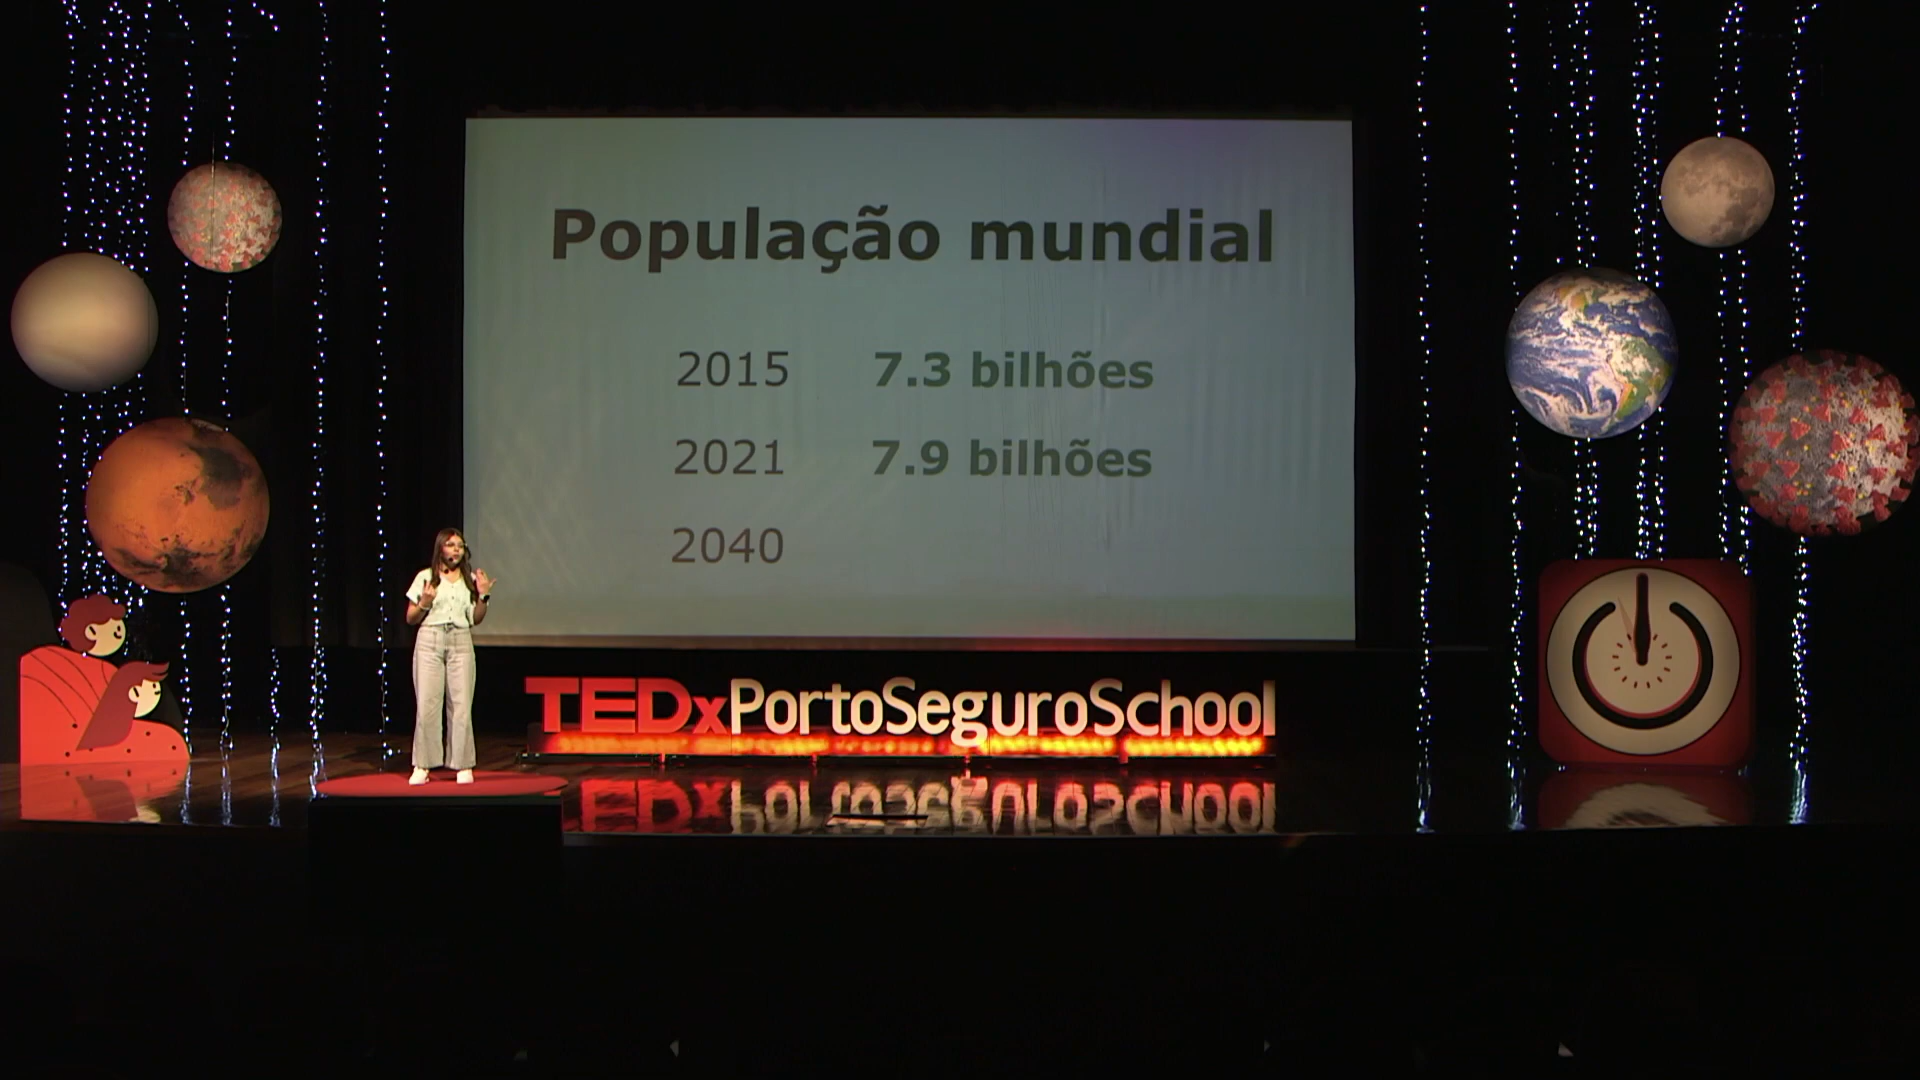 População mundial
2015 7.3 bilhões
2021 7.9 bilhões
2040
TEDxPortoSeguroSchool